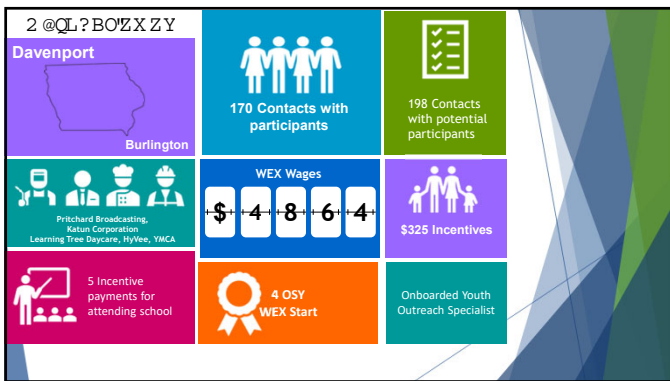 2 @QL?BO'ZXZY
Davenport
Burlington
170 Contacts with
participants
198 Contacts
with potential
participants
Pritchard Broadcasting,
Katun Corporation
Learning Tree Daycare, HyVee, YMCA
WEX Wages
$ 4 8 6 4
$325 Incentives
5 Incentive
payments for
attending school
4 OSY
WEX Start
Onboarded Youth
Outreach Specialist